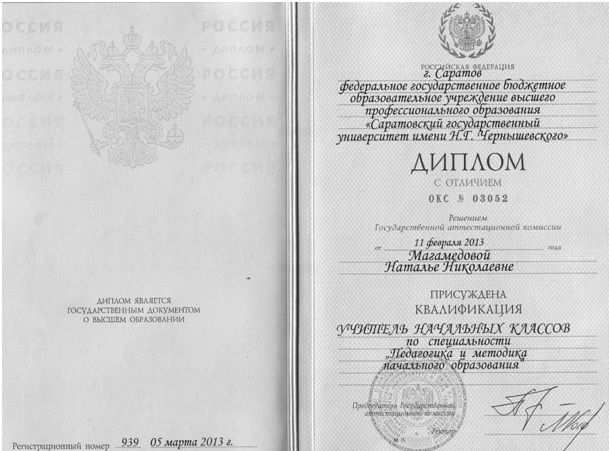 РОССИЯ
ДИПЛОМ
РОССИЯ
ДИПЛОМ
РОССИЯ
ДИПЛОМ
ДИПЛОМ ЯВЛЯЕТСЯ
ГОСУДАРСТВЕННЫМ ДОКУМЕНТОМ
О ВЫСШЕМ ОБРАЗОВАНИИ
Регистрационный номер 939 05 марта 2013 г.
РОССИЙСКАЯ ФЕДЕРАЦИЯ
г. Саратов
федеральное государственное бюджетное
образовательное учреждение высшего
профессионального образования
«Саратовский государственный
университет имени Н.Г. Чернышевского»
ДИПЛОМ
С ОТЛИЧИЕМ
ОКС № 03052
Решением
Государственной аттестационной комиссии
от 11 февраля 2013 года
Магамедовой
Наталье Николаевне
ПРИСУЖДЕНА
КВАЛИФИКАЦИЯ
УЧИТЕЛЬ НАЧАЛЬНЫХ КЛАССОВ
по специальности
„Педагогика и методика
начального образования"
Председатель Государственной
аттестационной комиссии
Ректор
М.П.